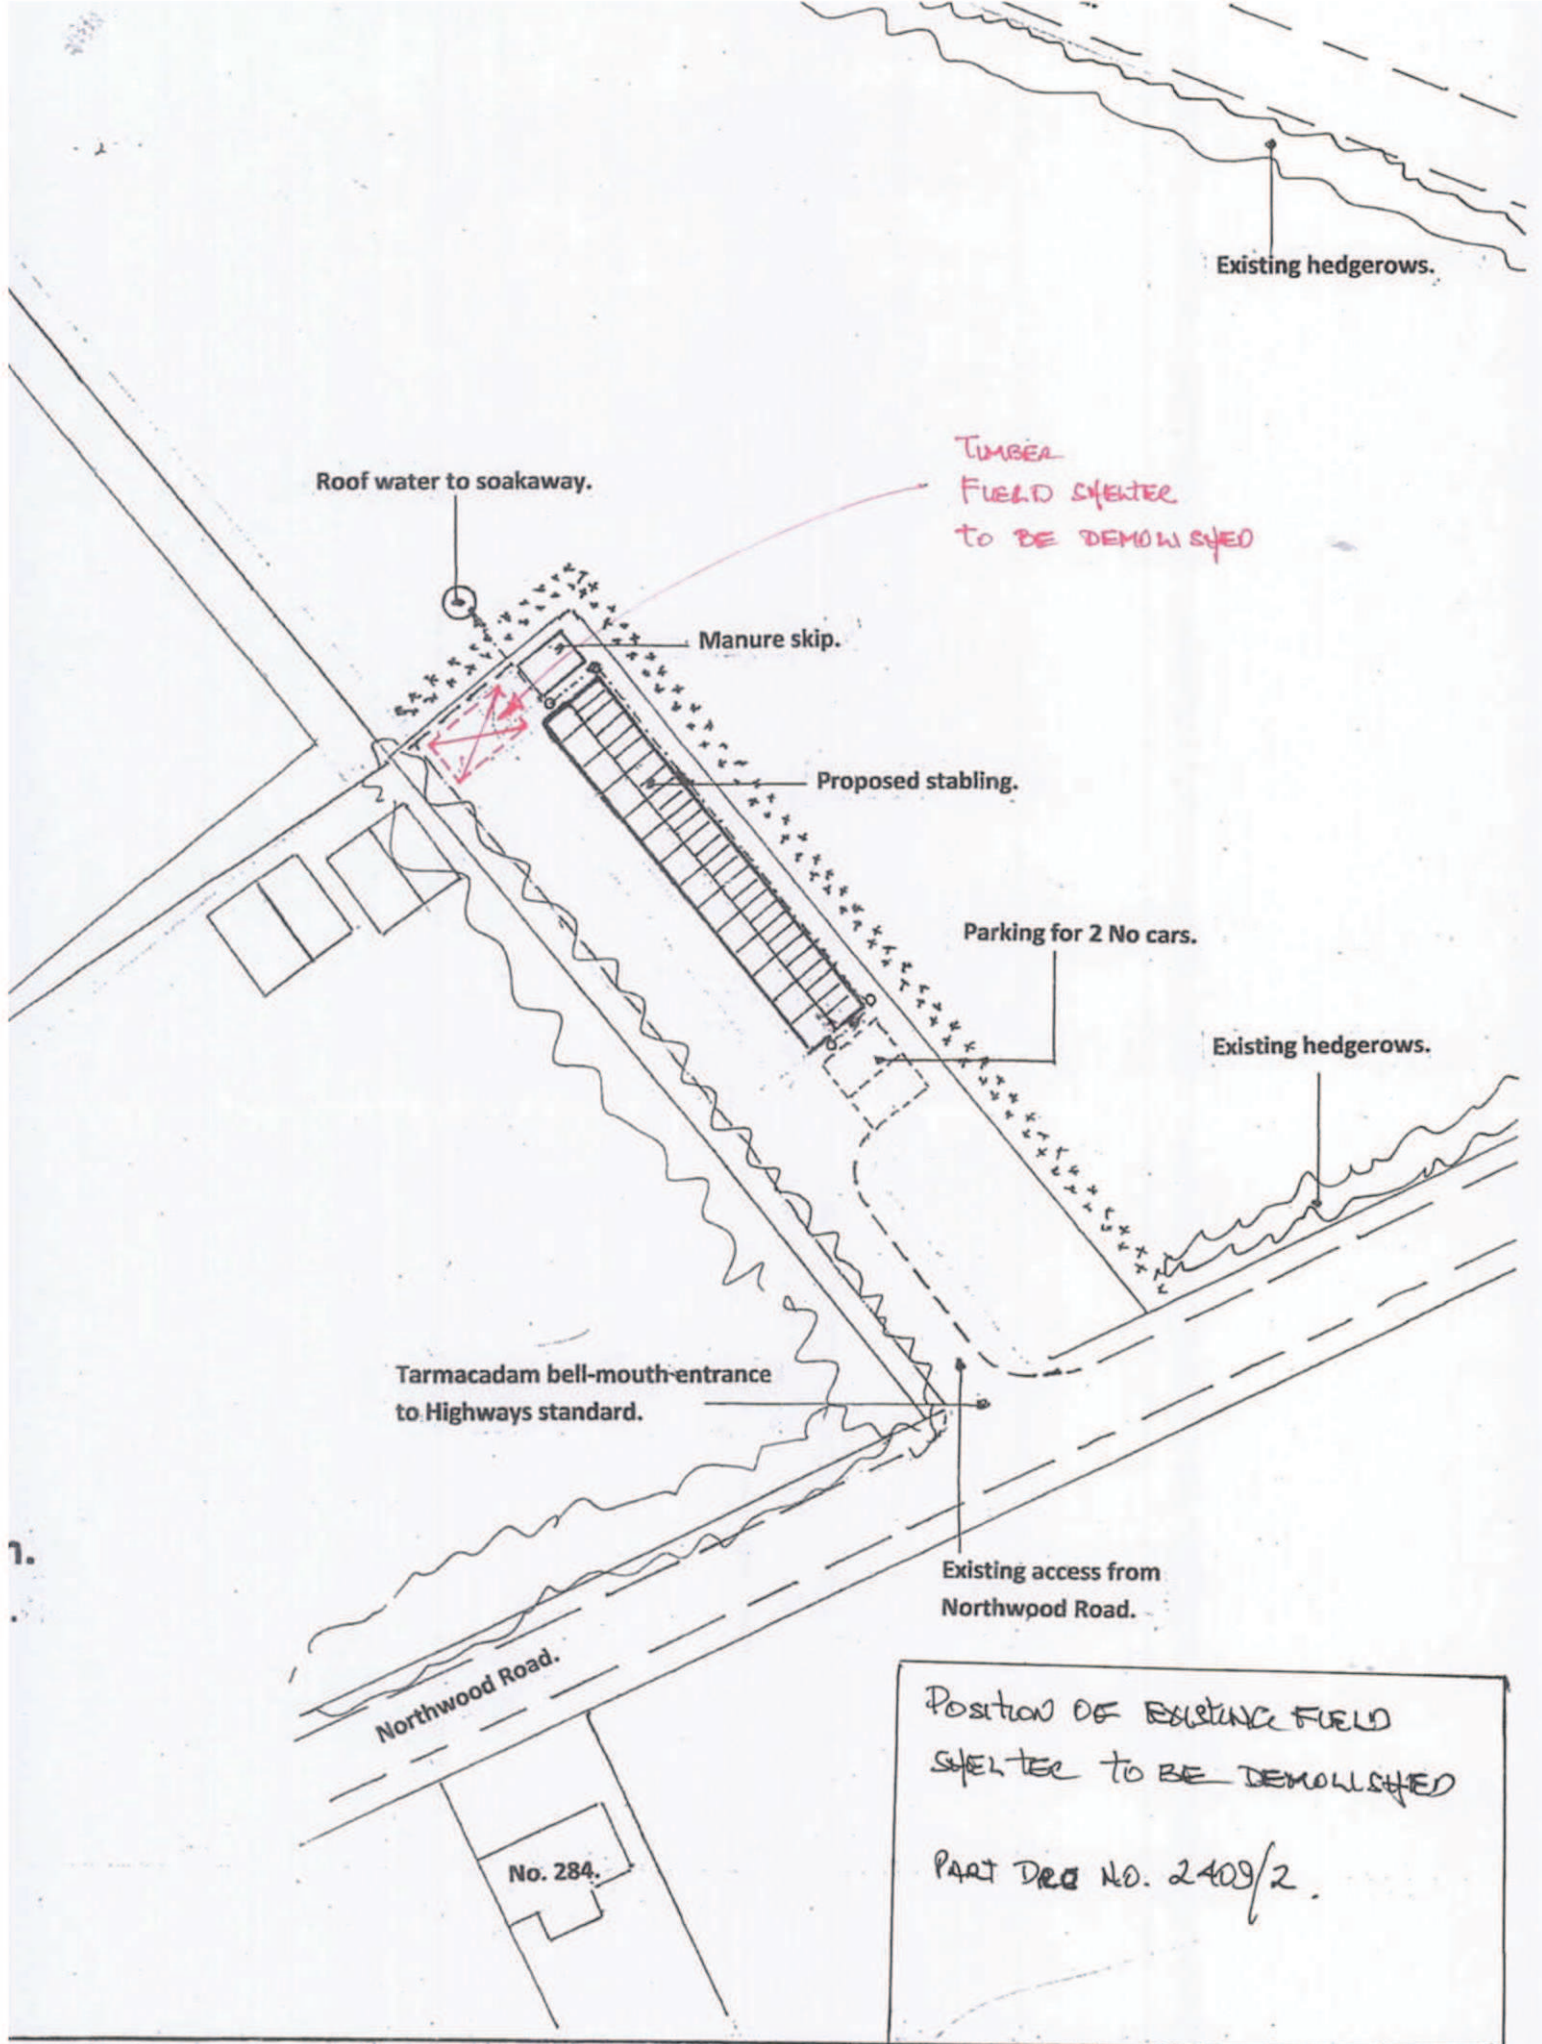 Existing hedgerows.
TIMBER
FIELD SHELTER
TO BE DEMOLISHED
Roof water to soakaway.
Manure skip.
Proposed stabling.
Parking for 2 No cars.
Existing hedgerows.
Tarmacadam bell-mouth entrance
to Highways standard.
n.
Existing access from
Northwood Road.
Northwood Road.
No. 284.
POSITION OF EXISTING FIELD
SHELTER TO BE DEMOLISHED
PART DRG NO. 2409/2.